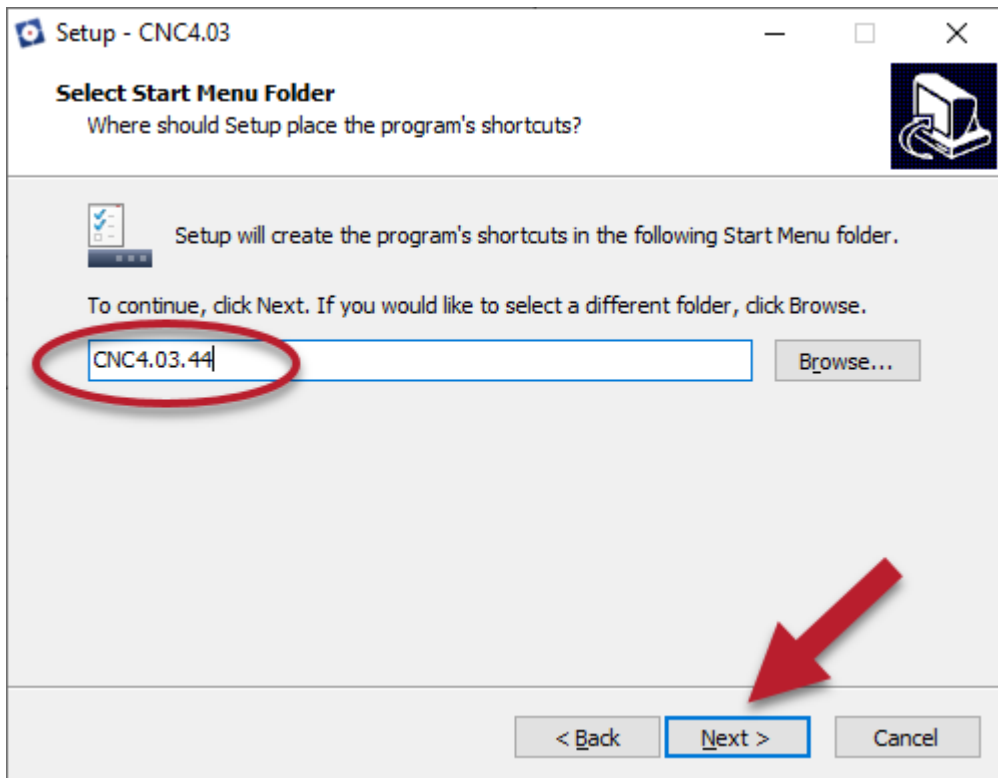 Setup - CNC4.03
Select Start Menu Folder
Where should Setup place the program's shortcuts?
Setup will create the program's shortcuts in the following Start Menu folder.
To continue, click Next. If you would like to select a different folder, click Browse.
CNC4.03.44
Browse...
< Back
Next >
Cancel